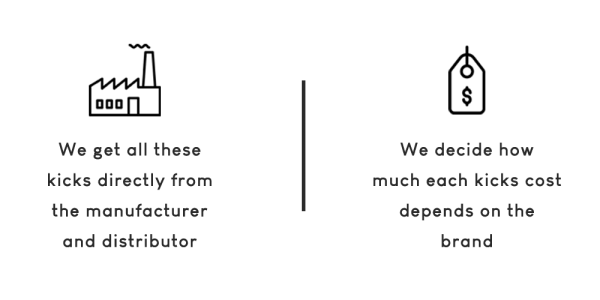 We get all these
kicks directly from
the manufacturer
and distributor
$
We decide how
much each kicks cost
depends on the
brand